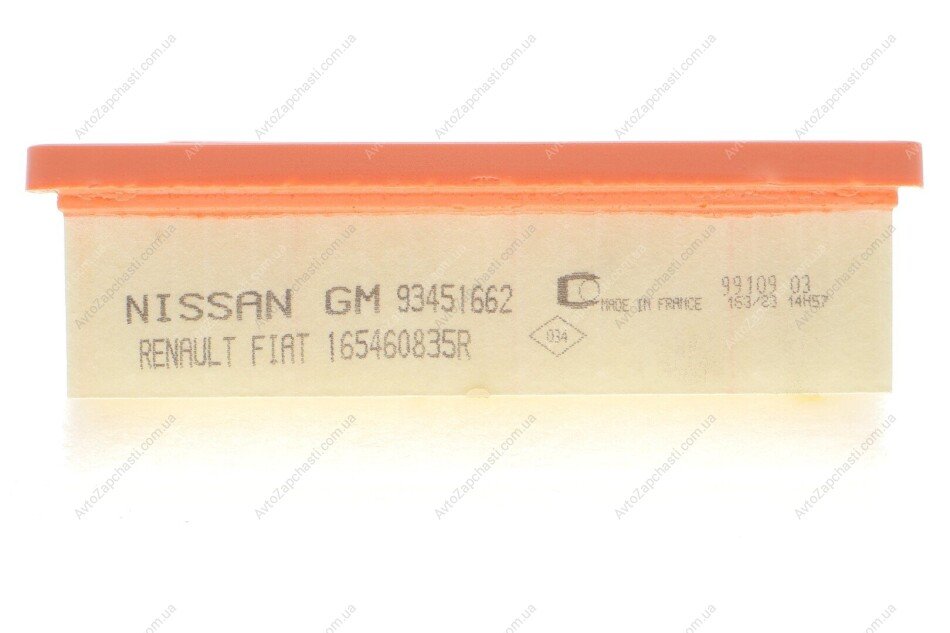 NISSAN GM 93451662
RENAULT FIAT 165460835R
MADE IN FRANCE
034
99109 03
153/23 14H57
AvtoZapchasti.com.ua